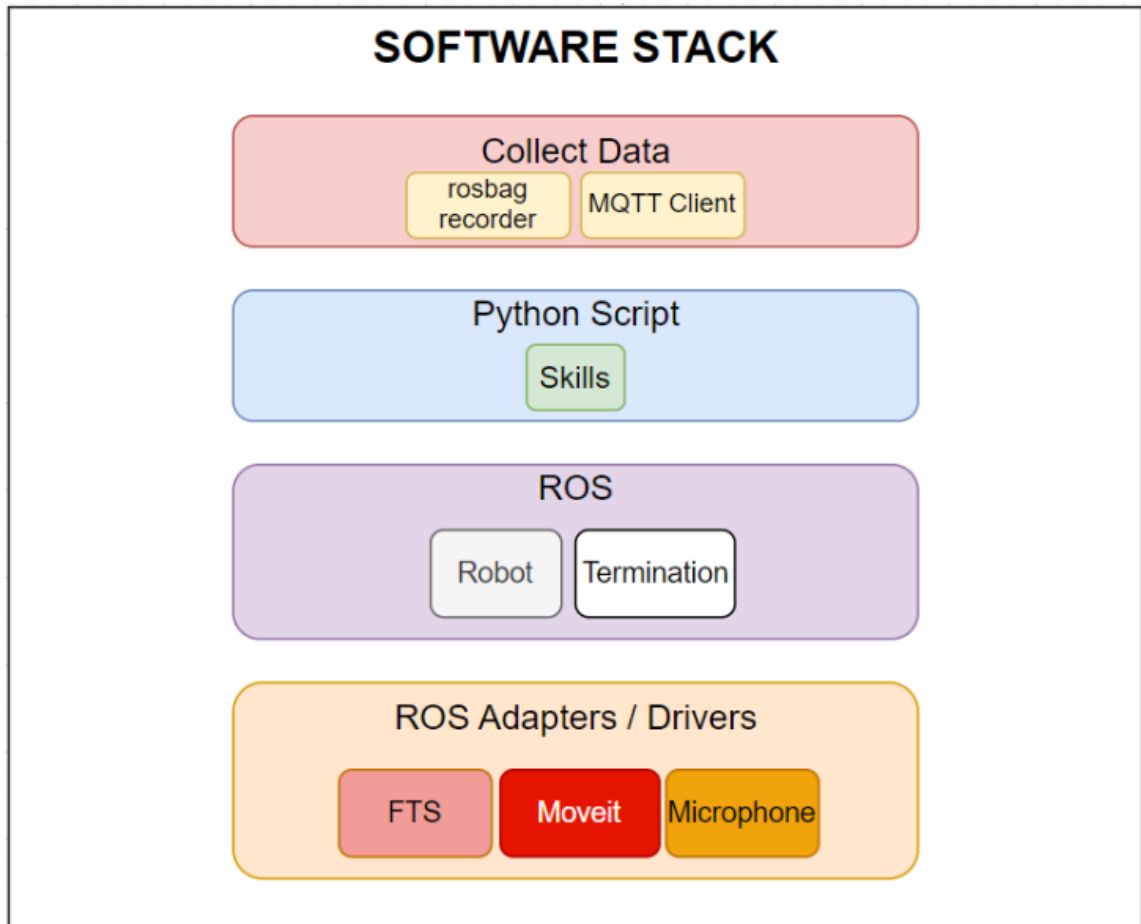 SOFTWARE STACK
Collect Data
rosbag
recorder
MQTT Client
Python Script
Skills
ROS
Robot
Termination
ROS Adapters / Drivers
FTS
Moveit
Microphone